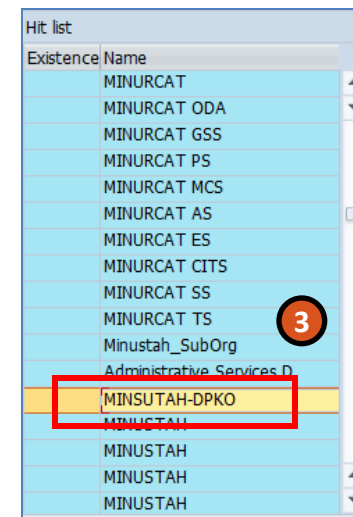 Hit list
Existence Name
MINURCAT
MINURCAT ODA
MINURCAT GSS
MINURCAT PS
MINURCAT MCS
MINURCAT AS
MINURCAT ES
MINURCAT CITS
MINURCAT SS
MINURCAT TS
3
Minustah_SubOrg
Administrative Services D
MINSUTAH-DPKO
MINUSTAH
MINUSTAH
MINUSTAH
MINUSTAH